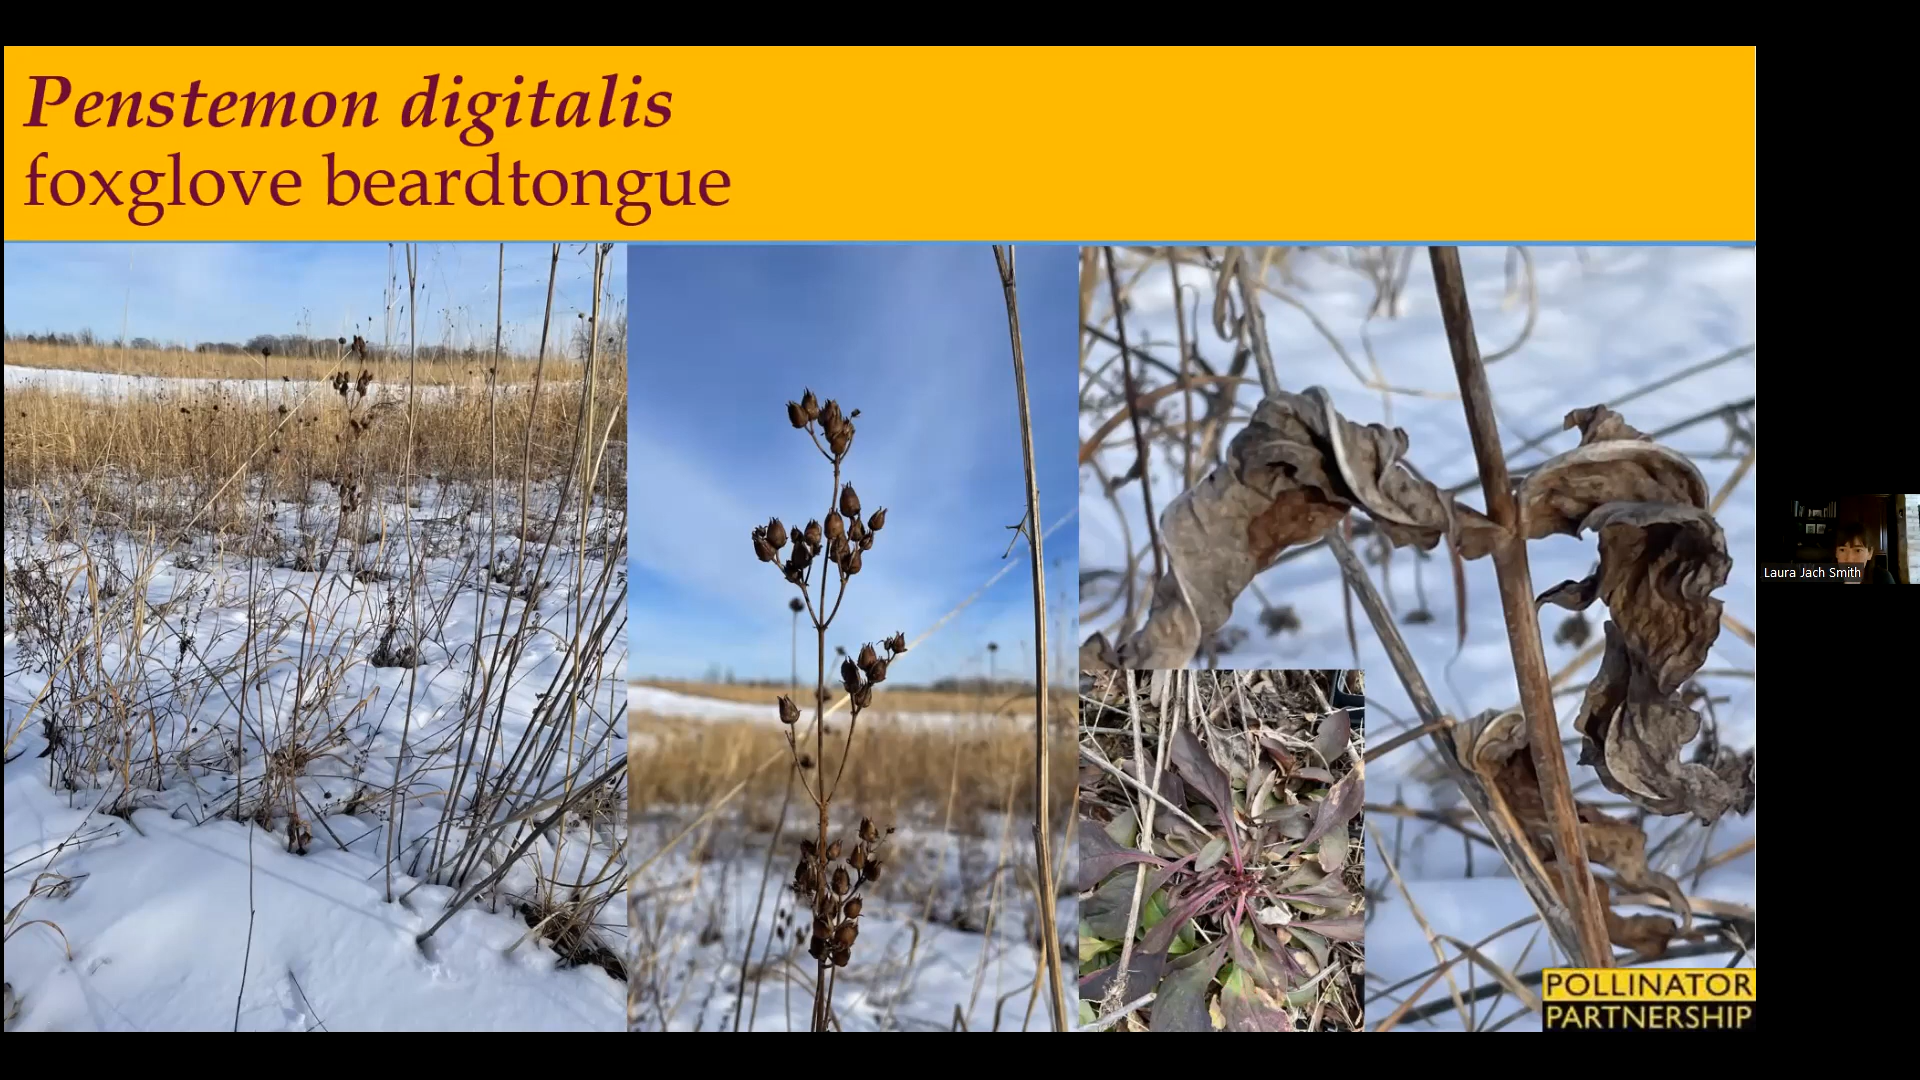 Penstemon digitalis
foxglove beardtongue
Laura Jach Smith
POLLINATOR
PARTNERSHIP